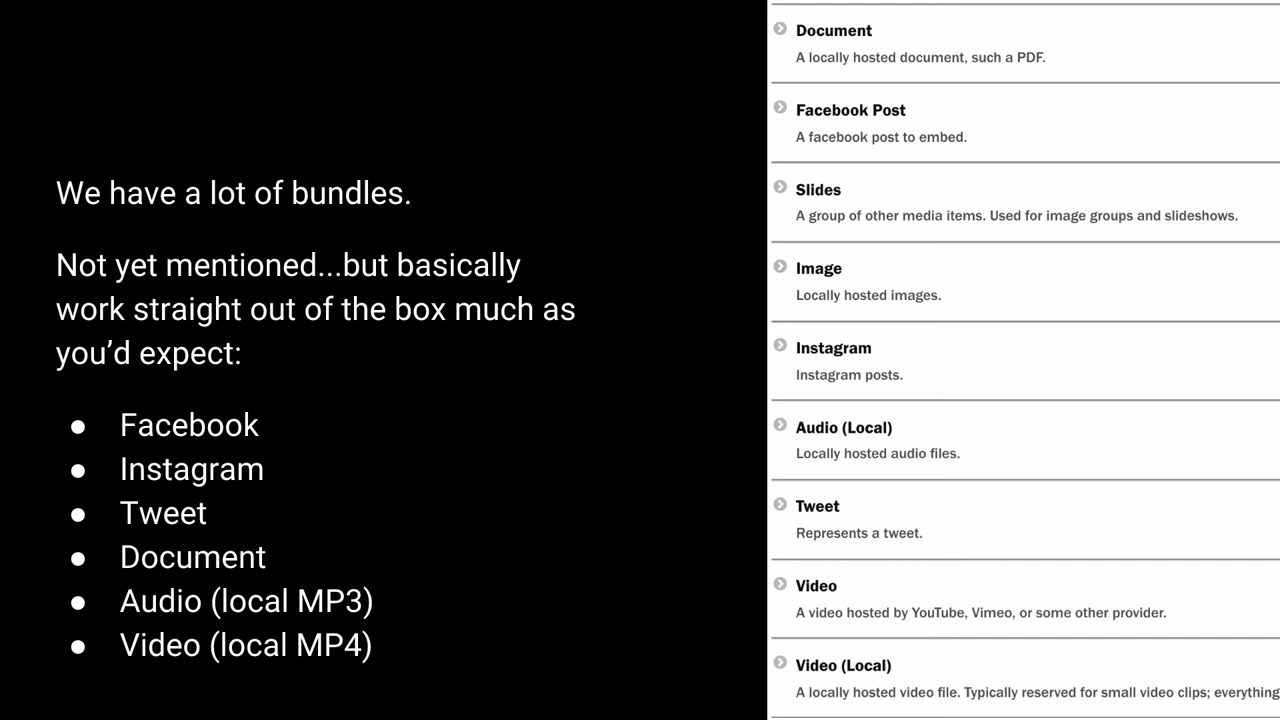 We have a lot of bundles.
Not yet mentioned...but basically
work straight out of the box much as
you’d expect:
● Facebook
● Instagram
● Tweet
● Document
● Audio (local MP3)
● Video (local MP4)
Document
A locally hosted document, such a PDF.
Facebook Post
A facebook post to embed.
Slides
A group of other media items. Used for image groups and slideshows.
Image
Locally hosted images.
Instagram
Instagram posts.
Audio (Local)
Locally hosted audio files.
Tweet
Represents a tweet.
Video
A video hosted by YouTube, Vimeo, or some other provider.
Video (Local)
A locally hosted video file. Typically reserved for small video clips; everything